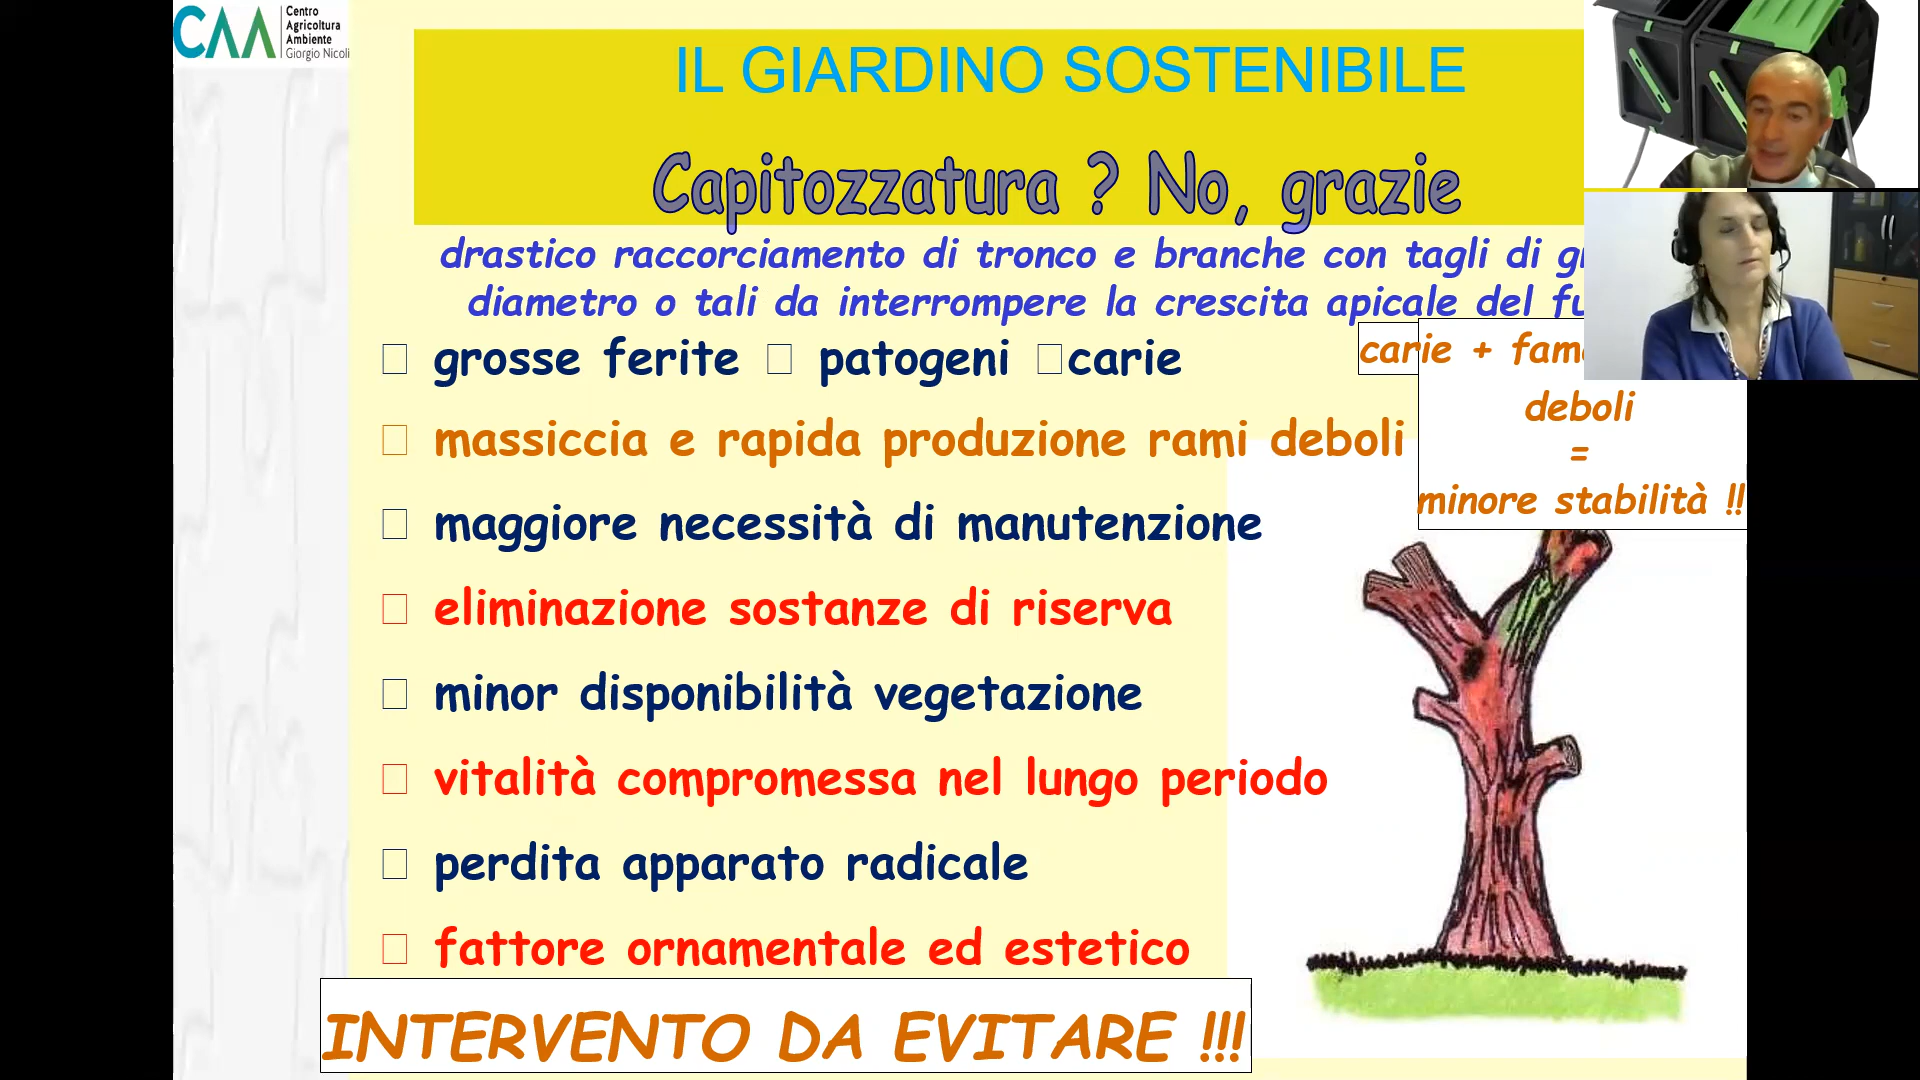 Centro
Agricoltura
Ambiente
Giorgio Nicoli
CAA
IL GIARDINO SOSTENIBILE
Capitozzatura ? No, grazie
drastico raccorciamento di tronco e branche con tagli di
diametro o tali da interrompere la crescita apicale del
grosse ferite patogeni carie
carie +
deboli
=
minore stabilità !!
massiccia e rapida produzione rami deboli
maggiore necessità di manutenzione
eliminazione sostanze di riserva
minor disponibilità vegetazione
vitalità compromessa nel lungo periodo
perdita apparato radicale
fattore ornamentale ed estetico
INTERVENTO DA EVITARE !!!